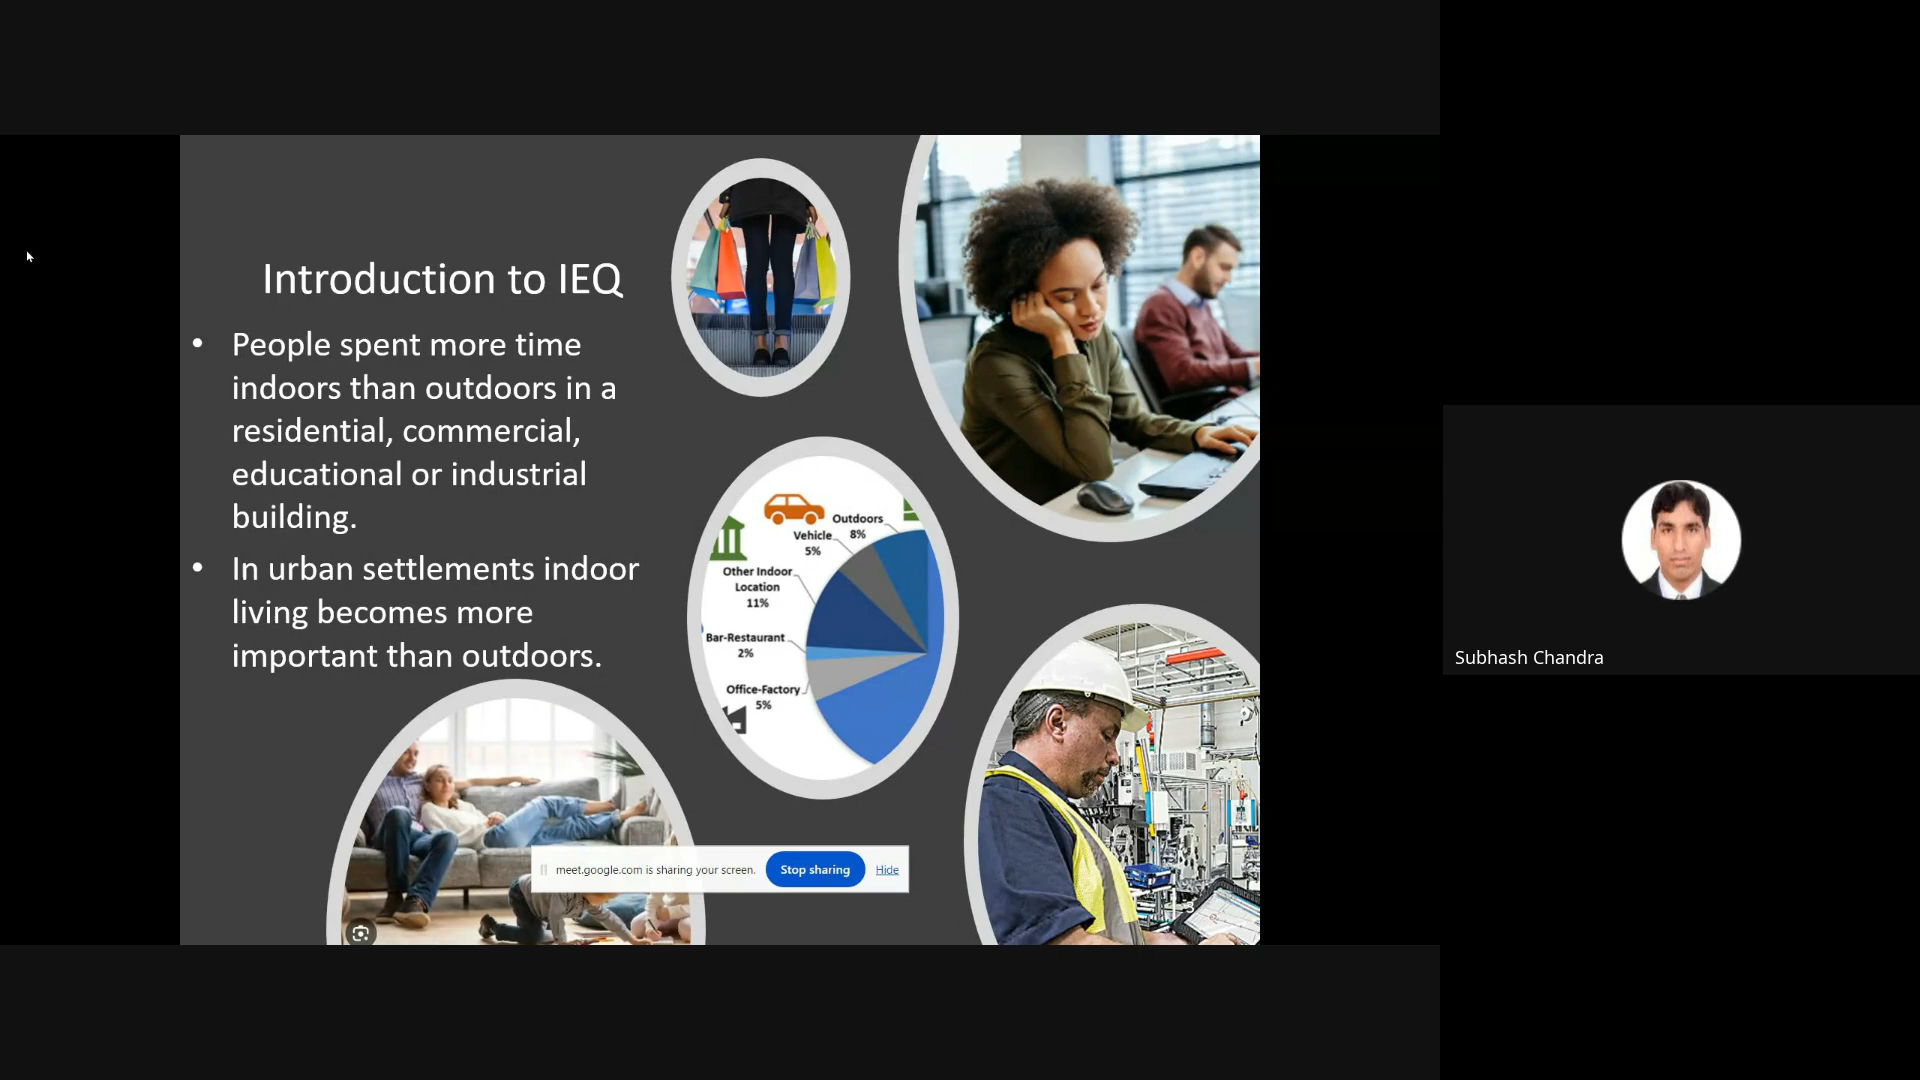 Introduction to IEQ
• People spent more time
indoors than outdoors in a
residential, commercial,
educational or industrial
building.
• In urban settlements indoor
living becomes more
important than outdoors.
Outdoors
8%
Vehicle
5%
Other Indoor
Location
11%
Bar-Restaurant
2%
Office-Factory
5%
meet.google.com is sharing your screen. Stop sharing Hide
3
Subhash Chandra